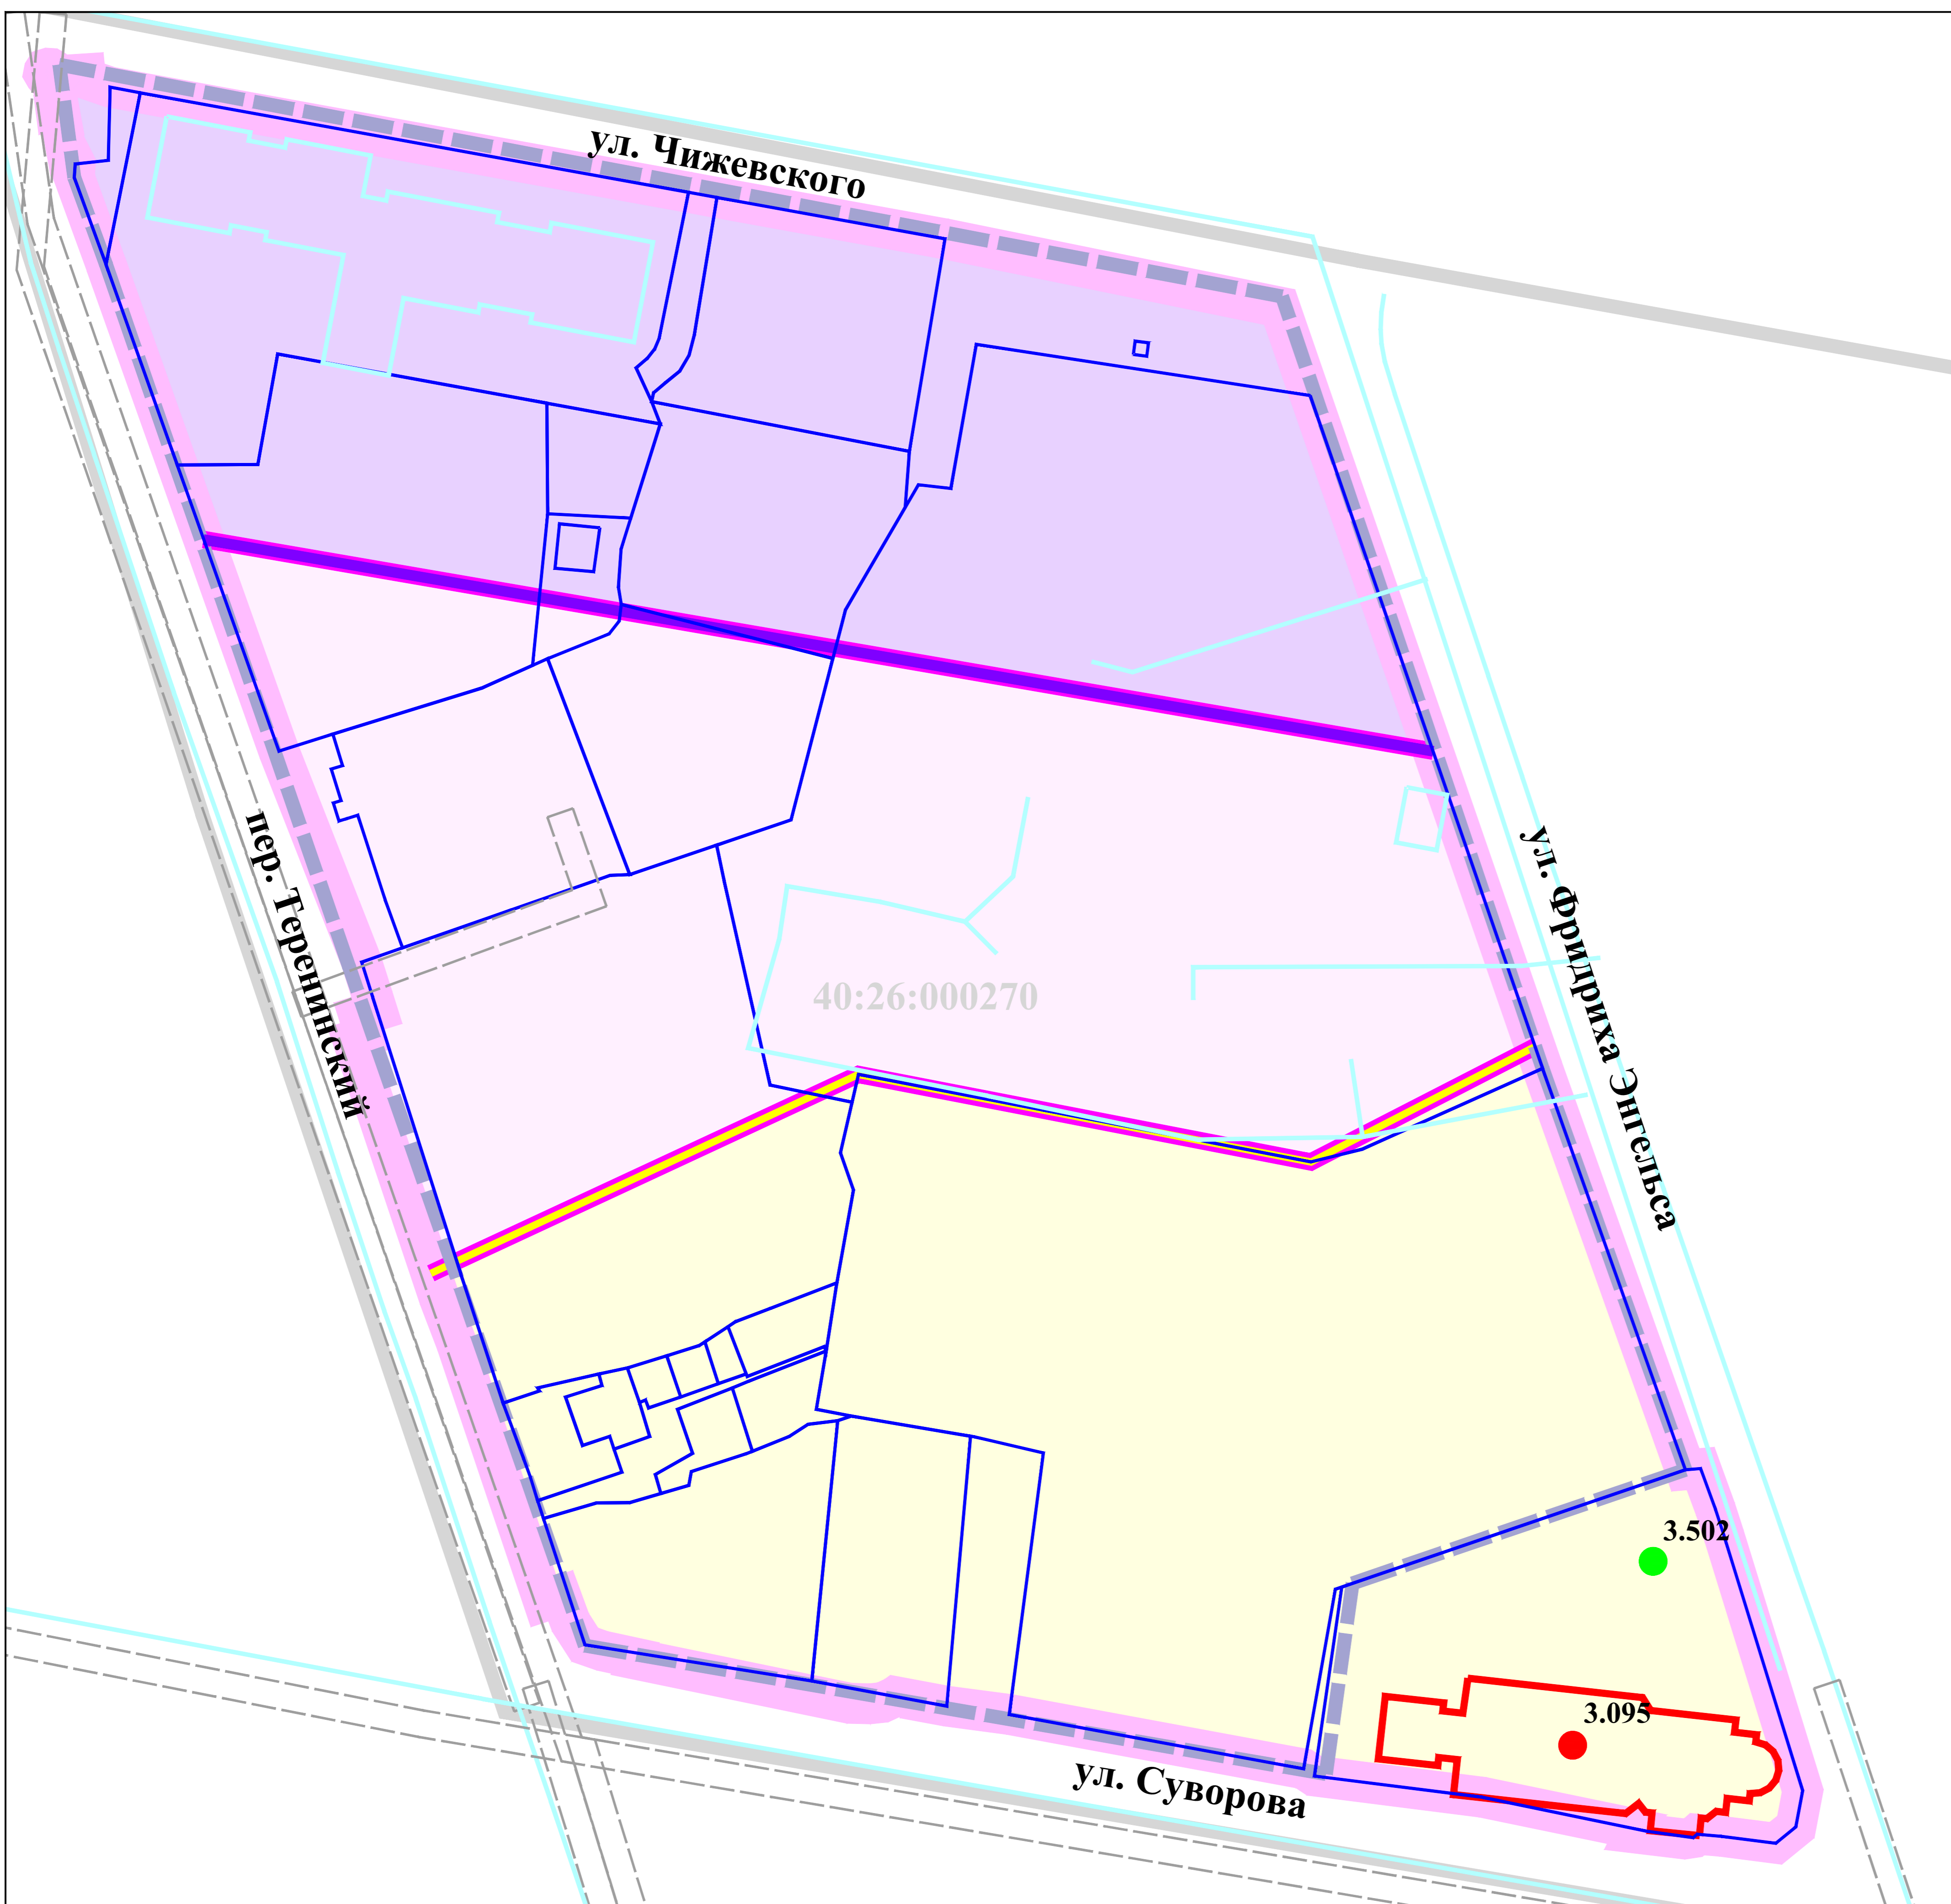 ул. Чижевского
пер. Теренинский
ул. Фридриха Энгельса
40:26:000270
3.502
3.095
ул. Суворова